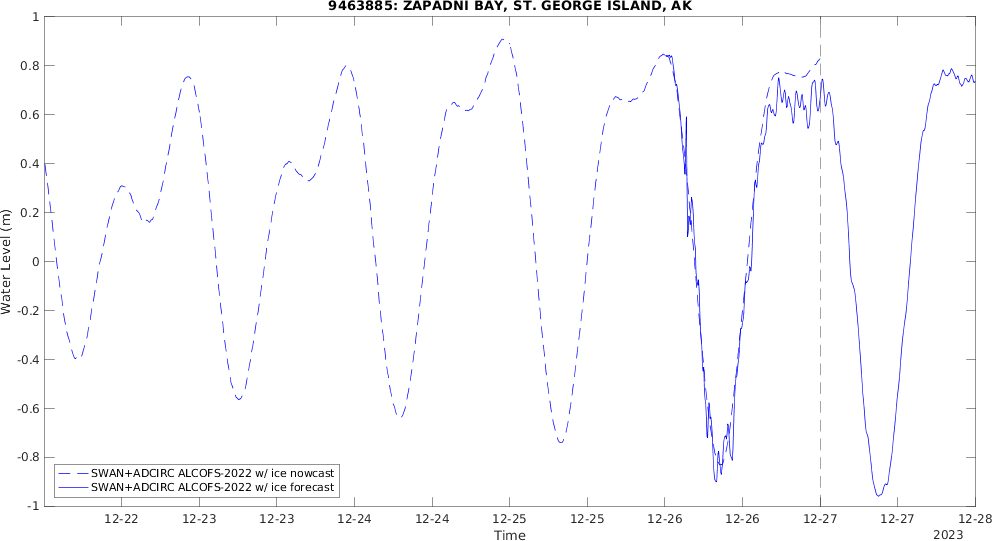 9463885: ZAPADNI BAY, ST. GEORGE ISLAND, AK
1
0.8
0.6
0.4
0.2
0
-0.2
-0.4
-0.6
-0.8
-1
Water Level (m)
SWAN+ADCIRC ALCOFS-2022 w/ ice nowcast
SWAN+ADCIRC ALCOFS-2022 w/ ice forecast
12-22 12-23 12-23 12-24 12-24 12-25 12-25 12-26 12-26 12-27 12-27 12-28
Time
2023